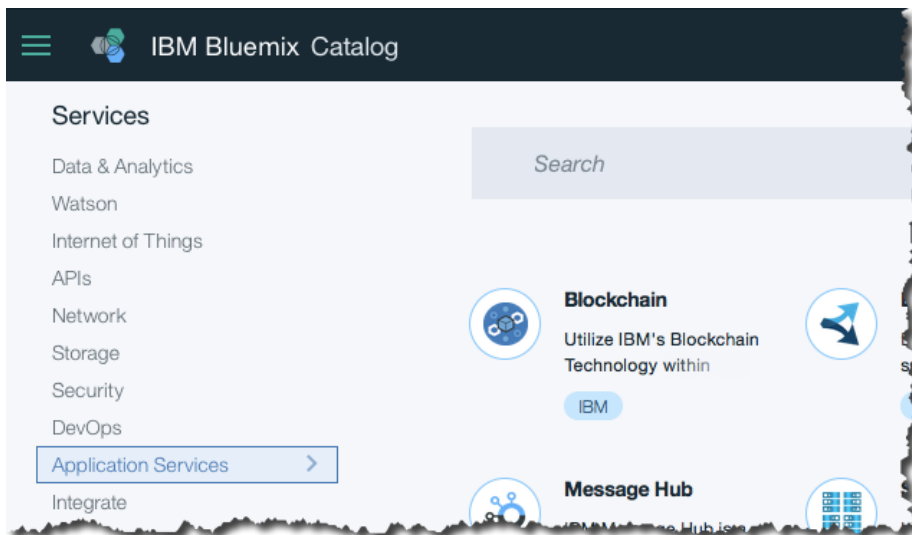 IBM Bluemix Catalog
Services
Data & Analytics
Watson
Internet of Things
APIs
Network
Storage
Security
DevOps
Application Services
Integrate
Search
Blockchain
Utilize IBM's Blockchain
Technology within
IBM
Message Hub